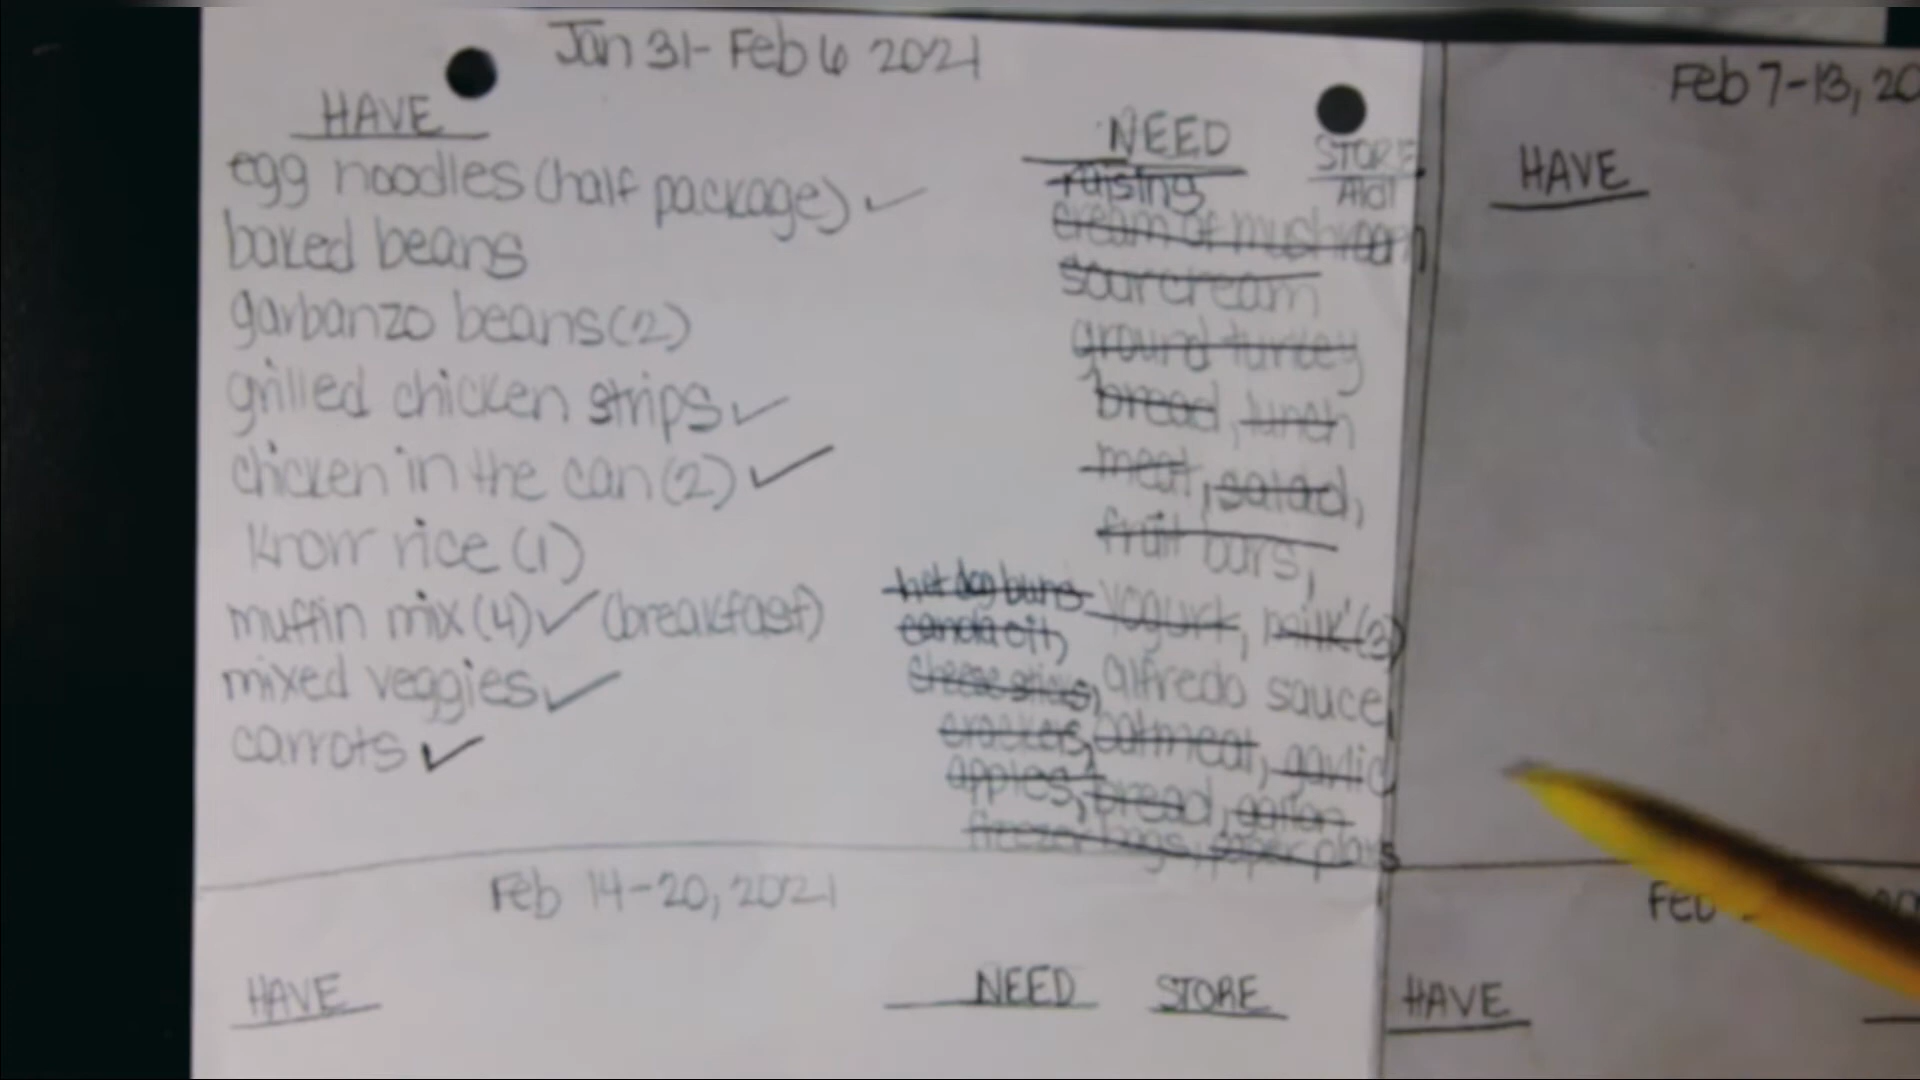 Jan 31- Feb 6 2021
HAVE
egg noodles (half package) ✓
baked beans
garbanzo beans (2)
grilled chicken strips ✓
chicken in the can (2) ✓
Knorr rice (1)
muffin mix (4) ✓ (breakfast)
mixed veggies ✓
carrots ✓
NEED
raising
cream of mushroom
sour cream
ground turkey
bread, lunch
meat, salad,
fruit bars,
hot dog buns yogurt, milk (3)
canola oil,
cheese sticks, alfredo sauce,
crackers, oatmeal, garlic
apples, bread, gallon
freezer bags, paper plates
STORE
Aldi
Feb 7-13, 20
HAVE
Feb 14-20, 2021
HAVE
NEED
STORE
HAVE